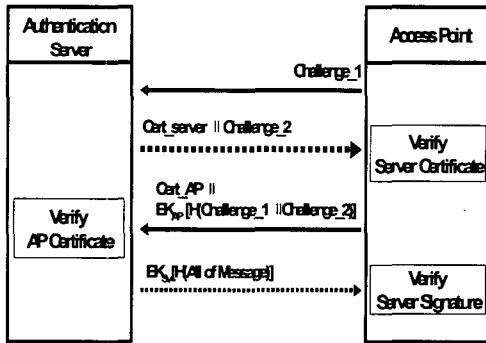 Authentication
Server
Access Point
Challenge_1
Cert_server || Challenge_2
Verify
Server Certificate
Cert_AP ||
EK_AP [H(Challenge_1 || Challenge_2)]
Verify
AP Certificate
[H(All of Message)]
Verify
Server Signature